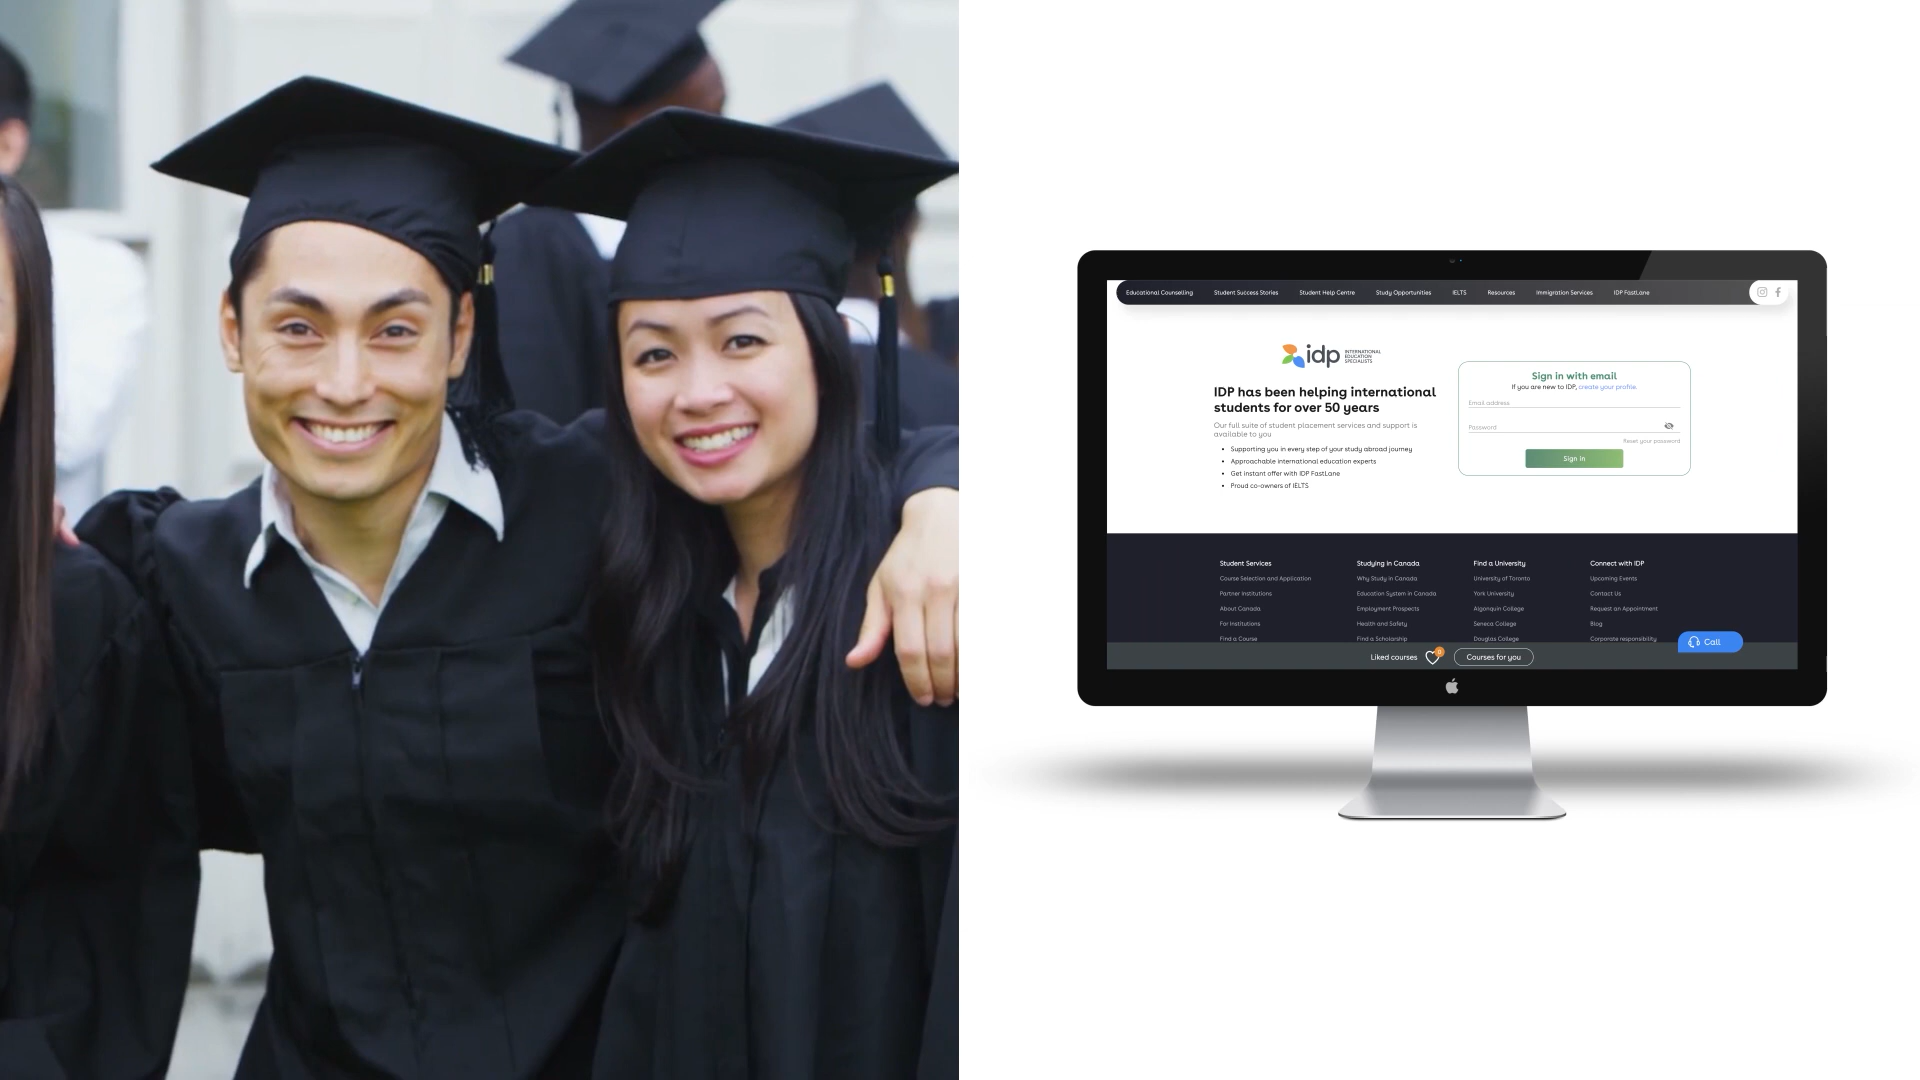 Educational Counselling Student Success Stories Student Help Centre Study Opportunities IELTS Resources Immigration Services IDP FastLane
idp INTERNATIONAL
EDUCATION
SPECIALISTS
IDP has been helping international
students for over 50 years
Our full suite of student placement services and support is
available to you
• Supporting you in every step of your study abroad journey
• Approachable international education experts
• Get instant offer with IDP FastLane
• Proud co-owners of IELTS
Sign in with email
If you are new to IDP, create your profile.
Email address
Password
Reset your password
Sign in
Student Services
Course Selection and Application
Partner Institutions
About Canada
For Institutions
Find a Course
Studying in Canada
Why Study in Canada
Education System in Canada
Employment Prospects
Health and Safety
Find a Scholarship
Find a University
University of Toronto
York University
Algonquin College
Seneca College
Douglas College
Connect with IDP
Upcoming Events
Contact Us
Request an Appointment
Blog
Corporate responsibility
Call
Liked courses 0 Courses for you